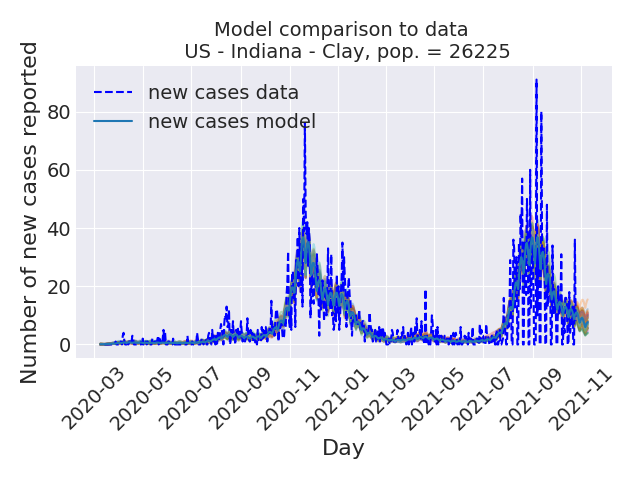 Model comparison to data
US - Indiana - Clay, pop. = 26225
new cases data
new cases model
Number of new cases reported
80
60
40
20
0
2020-03
2020-05
2020-07
2020-09
2020-11
2021-01
2021-03
2021-05
2021-07
2021-09
2021-11
Day